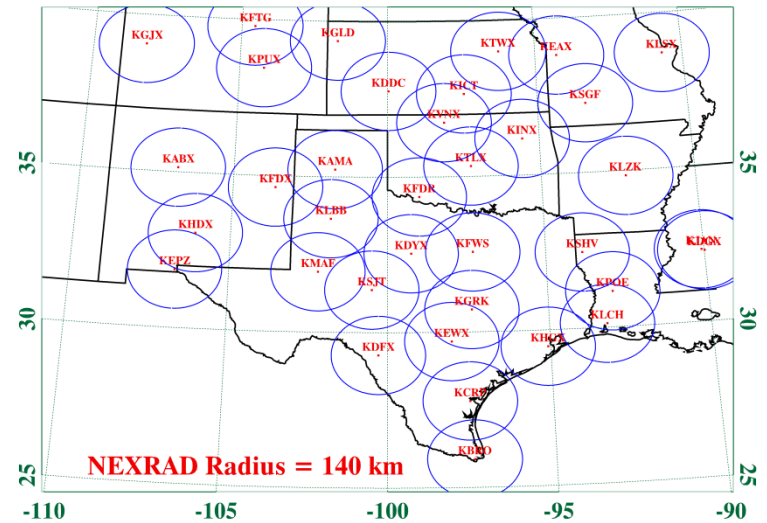 KFTG
KGLD
KGJX
KTWX
KEAX
KLSX
KPUX
KDDC
KICT
KSGF
KVNX
KINX
35
KABX
KAMA
KTLX
KLZK
35
KFDX
KFDR
KLBB
KHDX
KDYX
KFWS
KSHV
KEPZ
KMAF
KSJT
KPOE
KGRK
KLCH
30
KEWX
KHGX
30
KDFX
KCRP
KBRO
25
NEXRAD Radius = 140 km
25
-110
-105
-100
-95
-90